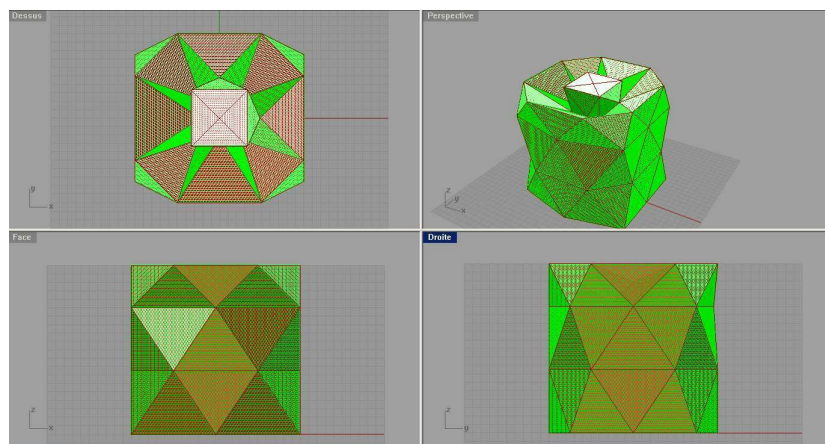 Dessus
Perspective
y
x
z
y
x
Face
Droite
z
x
z
y